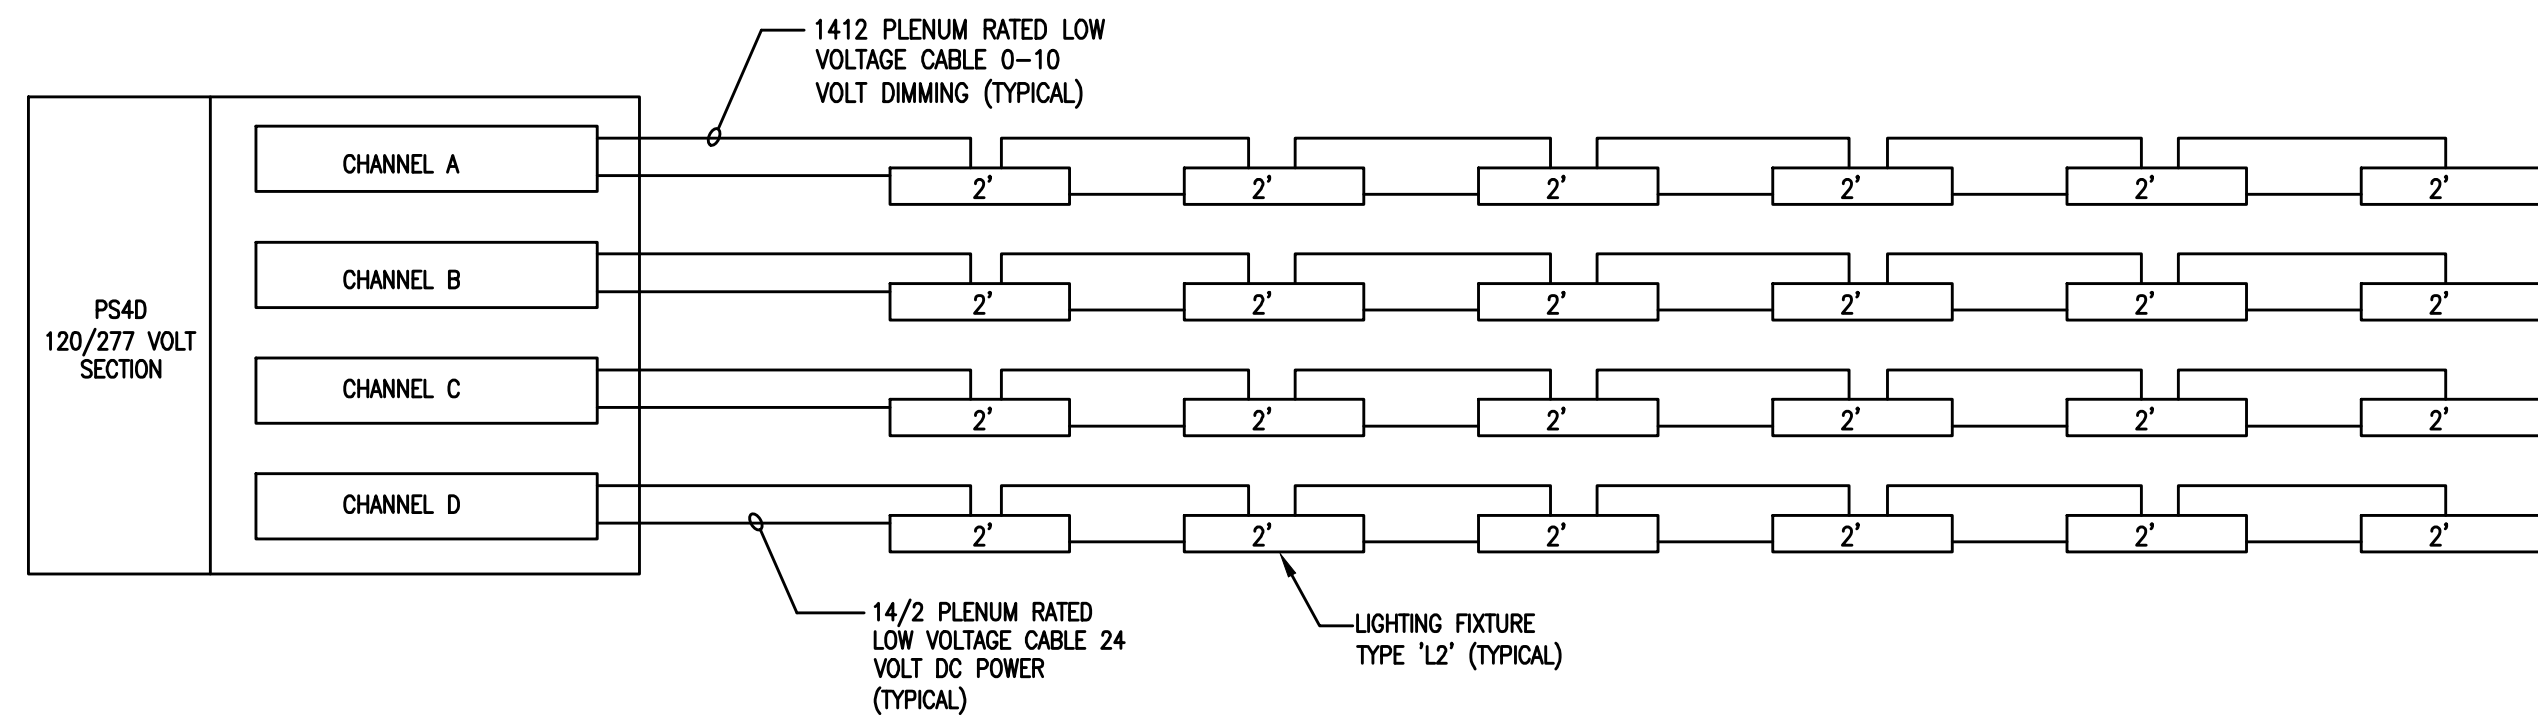 1412 PLENUM RATED LOW
VOLTAGE CABLE 0-10
VOLT DIMMING (TYPICAL)
PS4D
120/277 VOLT
SECTION
CHANNEL A
2' 2' 2' 2' 2' 2'
CHANNEL B
2' 2' 2' 2' 2' 2'
CHANNEL C
2' 2' 2' 2' 2' 2'
CHANNEL D
2' 2' 2' 2' 2' 2'
14/2 PLENUM RATED
LOW VOLTAGE CABLE 24
VOLT DC POWER
(TYPICAL)
LIGHTING FIXTURE
TYPE 'L2' (TYPICAL)